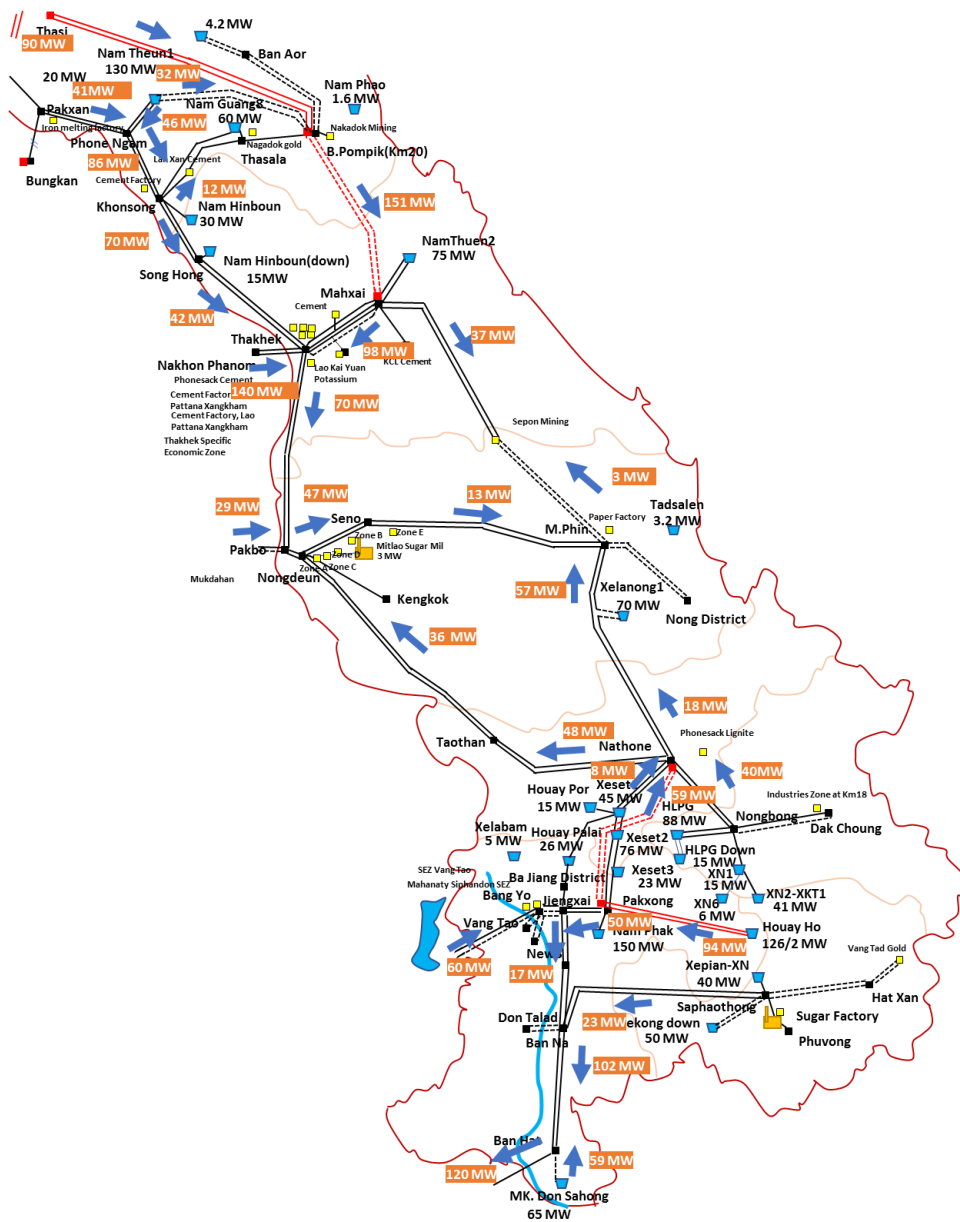 4.2 MW
Thasi
90 MW
Ban Aor
Nam Theun1
130 MW
32 MW
20 MW
41MW
Nam Phao
1.6 MW
Pakxan
Nam Guang8
60 MW
46 MW
Iron melting factory
Nakadok Mining
Phone Ngam
Nagadok gold
B.Pompik(Km20)
Lak Xan Cement
Thasala
86 MW
Bungkan
Cement Factory
12 MW
Khonsong
151 MW
Nam Hinboun
30 MW
70 MW
NamThuen2
75 MW
Song Hong
Nam Hinboun(down)
15MW
Mahxai
Cement
42 MW
37 MW
Thakhek
98 MW
KCL Cement
Nakhon Phanom
Lao Kai Yuan
Potassium
Phonesack Cement
140 MW
Cement Factor
Pattana Xangkham
70 MW
Cement Factory, Lao
Pattana Xangkham
Sepon Mining
Thakhek Specific
Economic Zone
3 MW
47 MW
13 MW
29 MW
Tadsalen
3.2 MW
Seno
Paper Factory
M.Phin
Zone B
Zone E
Pakbo
Mitlao Sugar Mil
3 MW
Zone D
Zone A
Zone C
Mukdahan
Nongdeun
57 MW
Xelanong1
70 MW
Kengkok
Nong District
36 MW
18 MW
48 MW
Phonesack Lignite
Taothan
Nathone
8 MW
40MW
Xeset
45 MW
59 MW
Houay Por
15 MW
Industries Zone at Km18
HLPG
88 MW
Nongbong
Dak Choung
Xelabam
5 MW
Houay Palai
26 MW
Xeset2
76 MW
HLPG Down
15 MW
Xeset3
23 MW
XN1
15 MW
SEZ Vang Tao
Mahanaty Siphandon SEZ
Ba Jiang District
XN2-XKT1
41 MW
XN6
6 MW
Bang Yo
Jiengxai
Pakxong
Vang Tao
50 MW
Houay Ho
126/2 MW
Nam Phak
150 MW
94 MW
60 MW
17 MW
Vang Tad Gold
Xepian-XN
40 MW
Saphaothong
Hat Xan
Don Talad
23 MW
ekong down
50 MW
Sugar Factory
Ban Na
Phuvong
102 MW
Ban Hat
59 MW
120 MW
MK. Don Sahong
65 MW